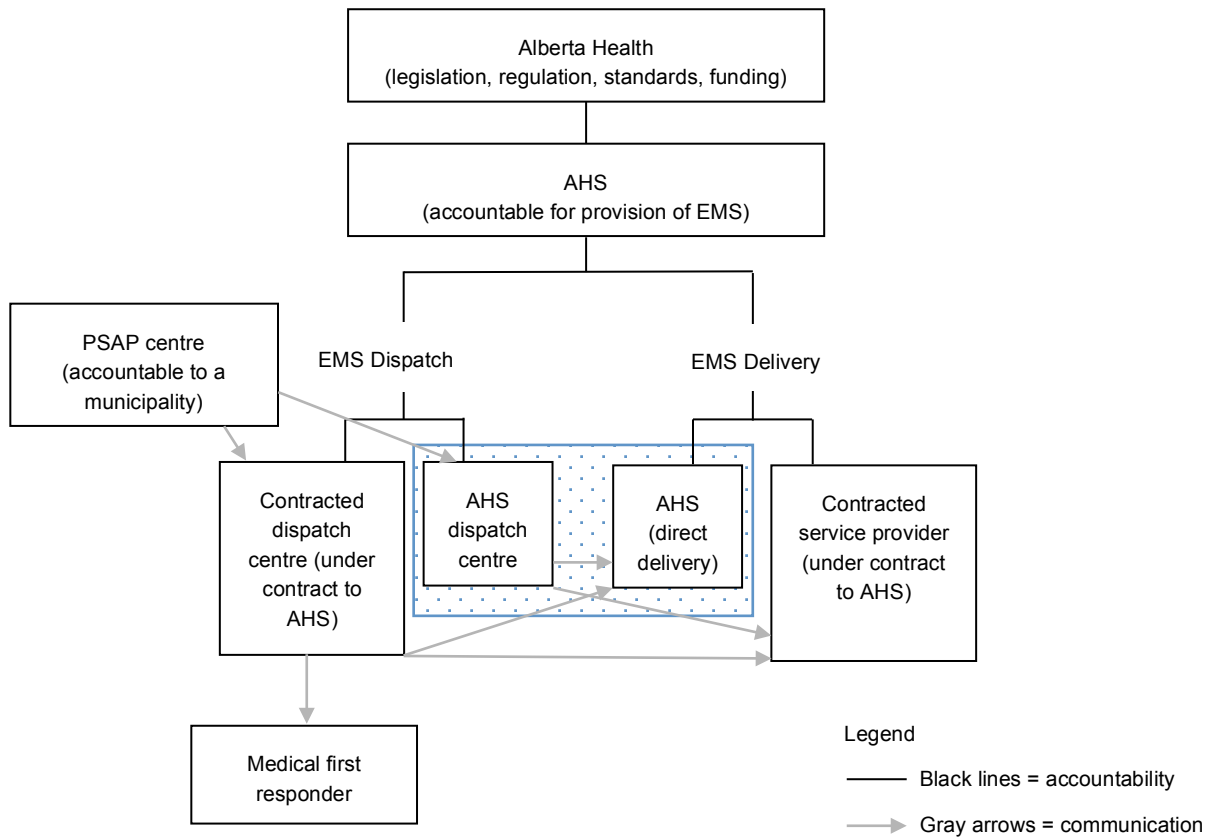 Alberta Health
(legislation, regulation, standards, funding)
AHS
(accountable for provision of EMS)
PSAP centre
(accountable to a
municipality)
EMS Dispatch
EMS Delivery
Contracted
dispatch
centre (under
contract to
AHS)
AHS
dispatch
centre
AHS
(direct
delivery)
Contracted
service provider
(under contract
to AHS)
Medical first
responder
Legend
Black lines = accountability
Gray arrows = communication